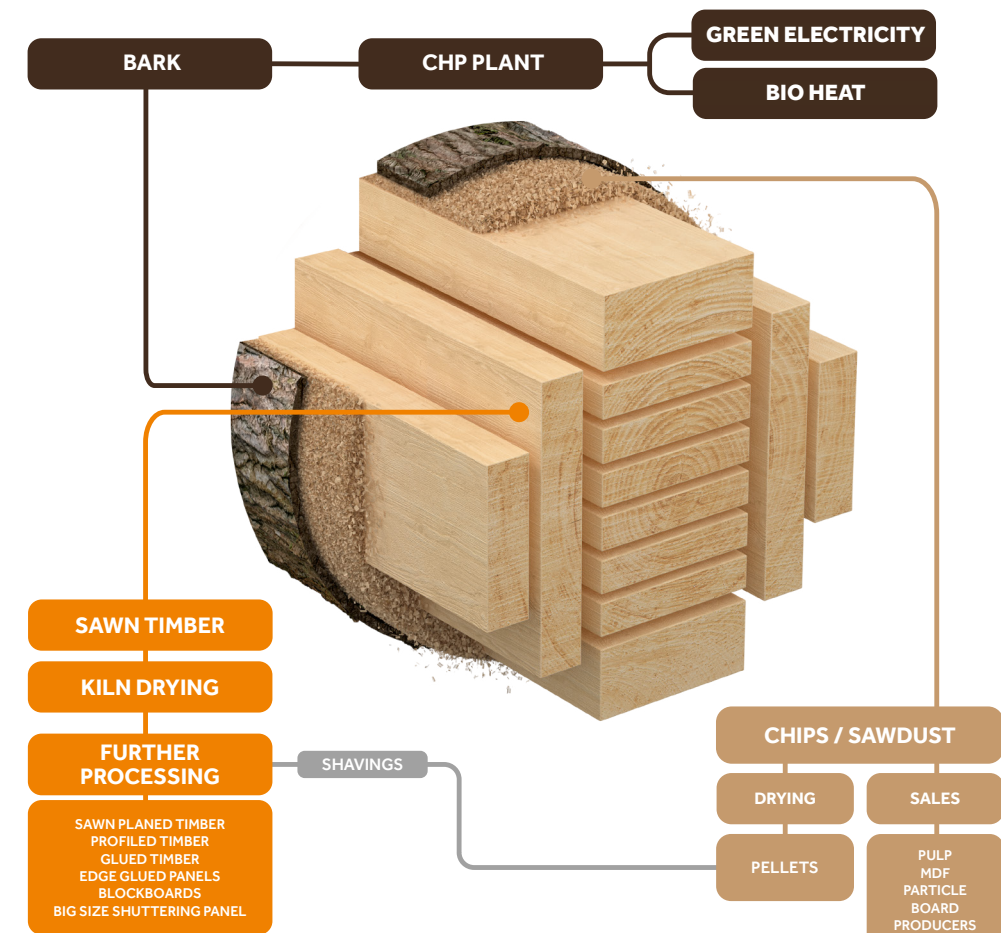 BARK
CHP PLANT
GREEN ELECTRICITY
BIO HEAT
SAWN TIMBER
KILN DRYING
FURTHER
PROCESSING
SAWN PLANED TIMBER
PROFILED TIMBER
GLUED TIMBER
EDGE GLUED PANELS
BLOCKBOARDS
BIG SIZE SHUTTERING PANEL
SHAVINGS
CHIPS / SAWDUST
DRYING
PELLETS
SALES
PULP
MDF
PARTICLE
BOARD
PRODUCERS